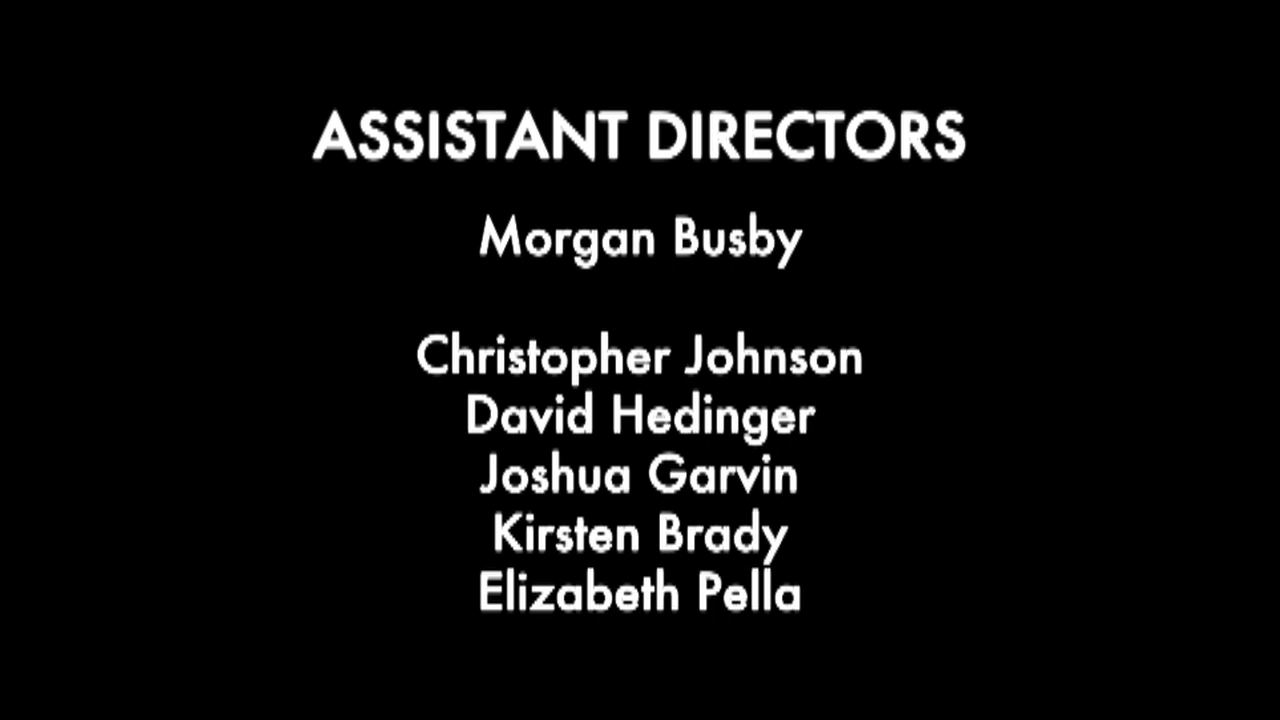 ASSISTANT DIRECTORS
Morgan Busby
Christopher Johnson
David Hedinger
Joshua Garvin
Kirsten Brady
Elizabeth Pella